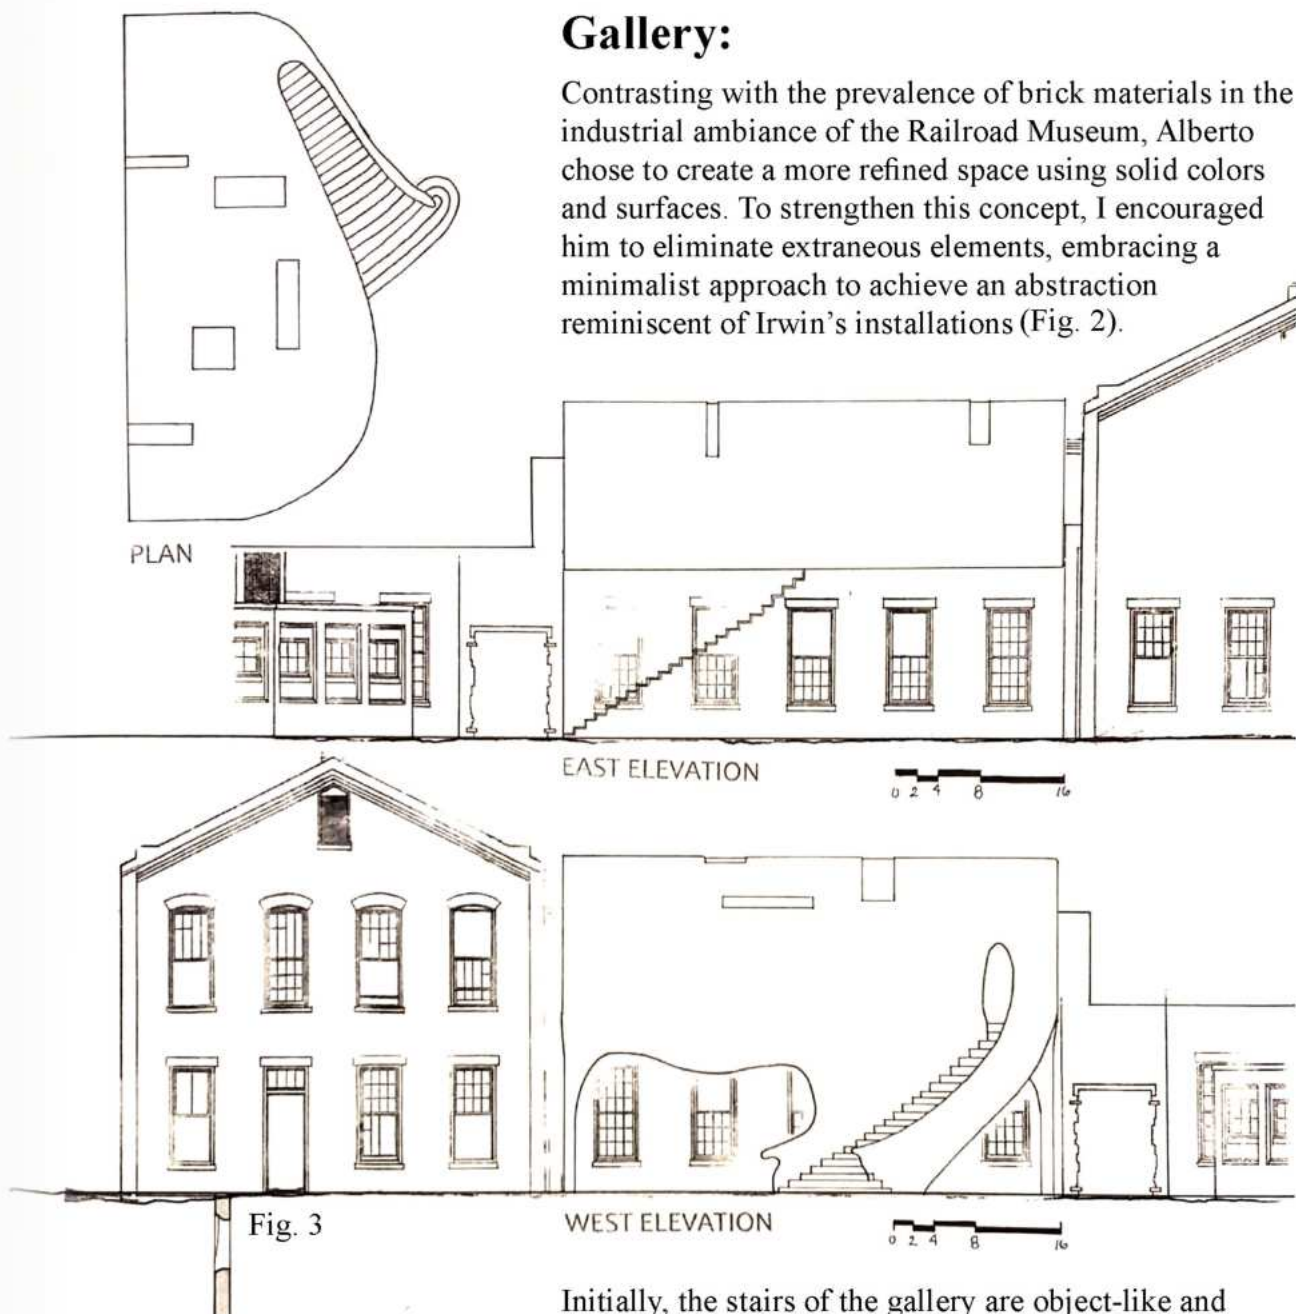 Gallery:
Contrasting with the prevalence of brick materials in the
industrial ambiance of the Railroad Museum, Alberto
chose to create a more refined space using solid colors
and surfaces. To strengthen this concept, I encouraged
him to eliminate extraneous elements, embracing a
minimalist approach to achieve an abstraction
reminiscent of Irwin's installations (Fig. 2).
PLAN
EAST ELEVATION
0 2 4 8 16
Fig. 3
WEST ELEVATION
0 2 4 8 16
Initially, the stairs of the gallery are object-like and